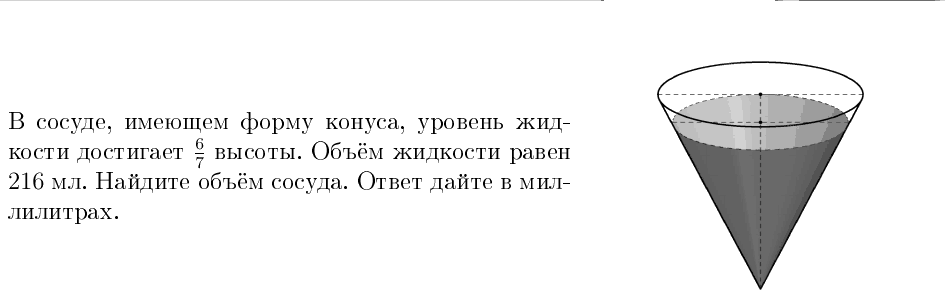 В сосуде, имеющем форму конуса, уровень жид-
кости достигает 6/7 высоты. Объём жидкости равен
216 мл. Найдите объём сосуда. Ответ дайте в мил-
лилитрах.